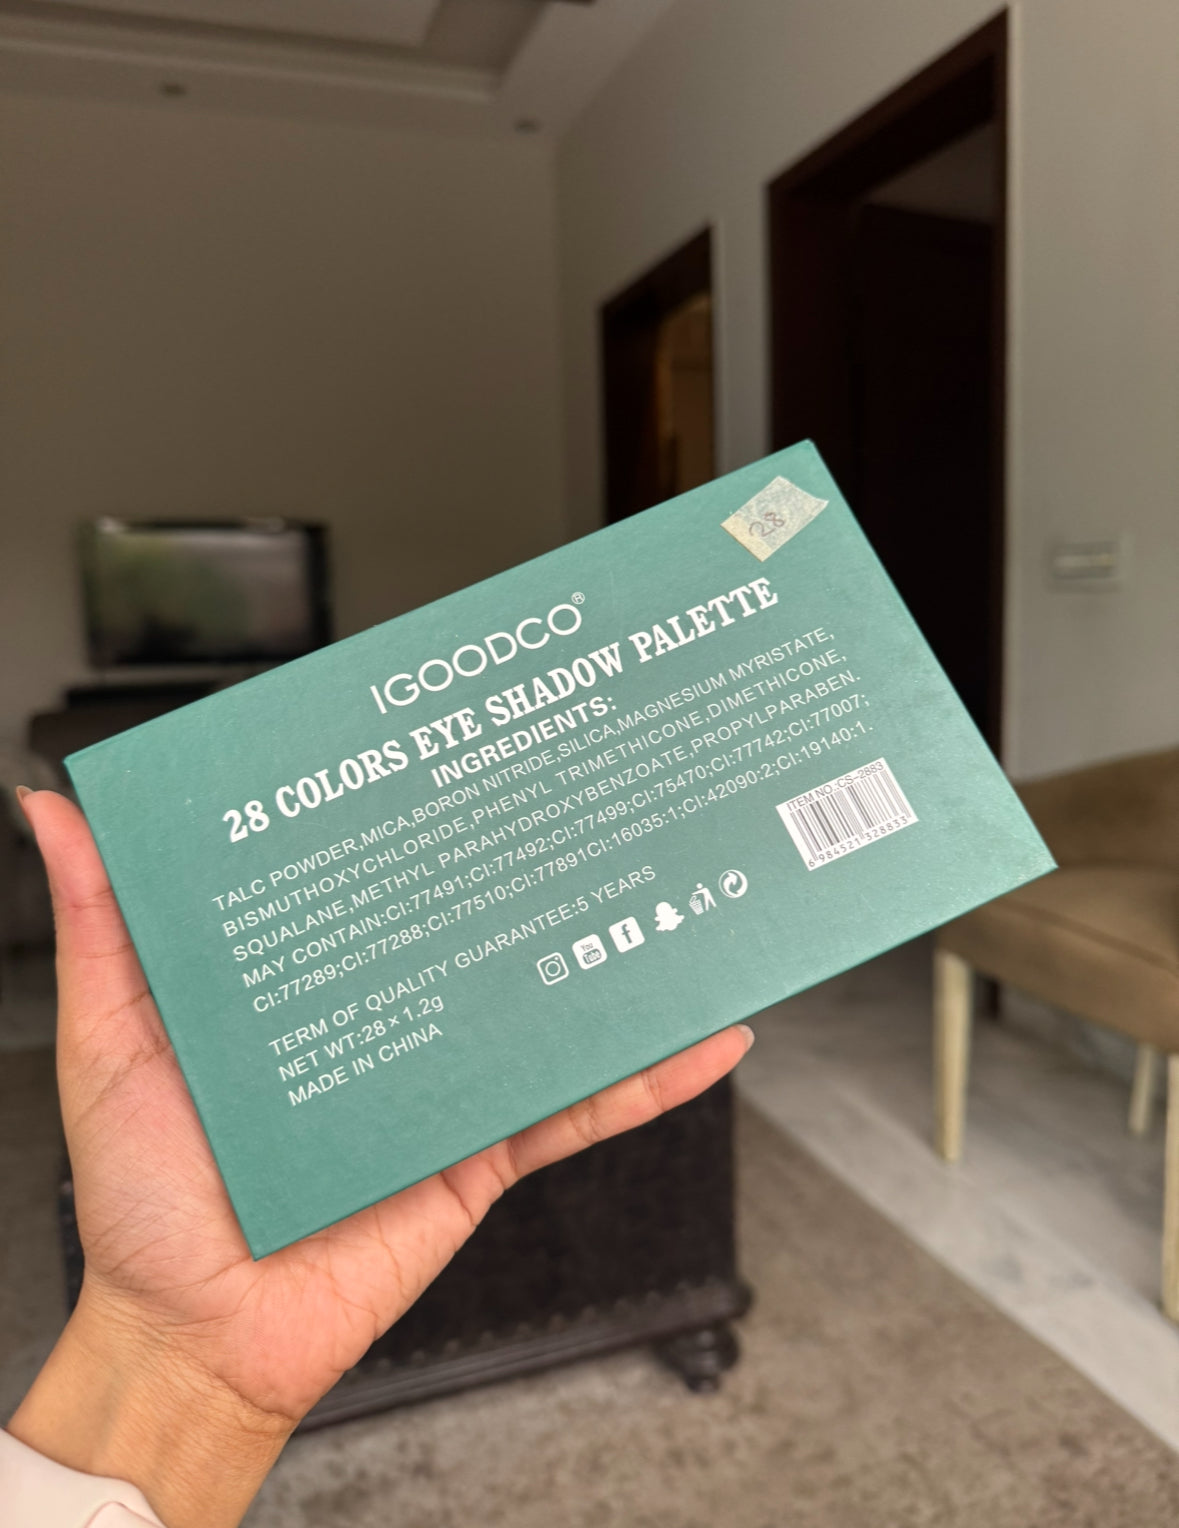 28
IGOODCO®
28 COLORS EYE SHADOW PALETTE
INGREDIENTS:
TALC POWDER,MICA,BORON NITRIDE,SILICA,MAGNESIUM MYRISTATE,
BISMUTHOXYCHLORIDE,PHENYL TRIMETHICONE,DIMETHICONE,
SQUALANE,METHYL PARAHYDROXYBENZOATE,PROPYLPARABEN.
MAY CONTAIN:CI:77491;CI:77492;CI:77499;CI:75470;CI:77742;CI:77007;
CI:77289;CI:77288;CI:77510;CI:77891CI:16035:1;CI:42090:2;CI:19140:1.
ITEM.NO.:CS-2883
6 984521 328833
TERM OF QUALITY GUARANTEE:5 YEARS
NET WT:28×1.2g
MADE IN CHINA
You
Tube